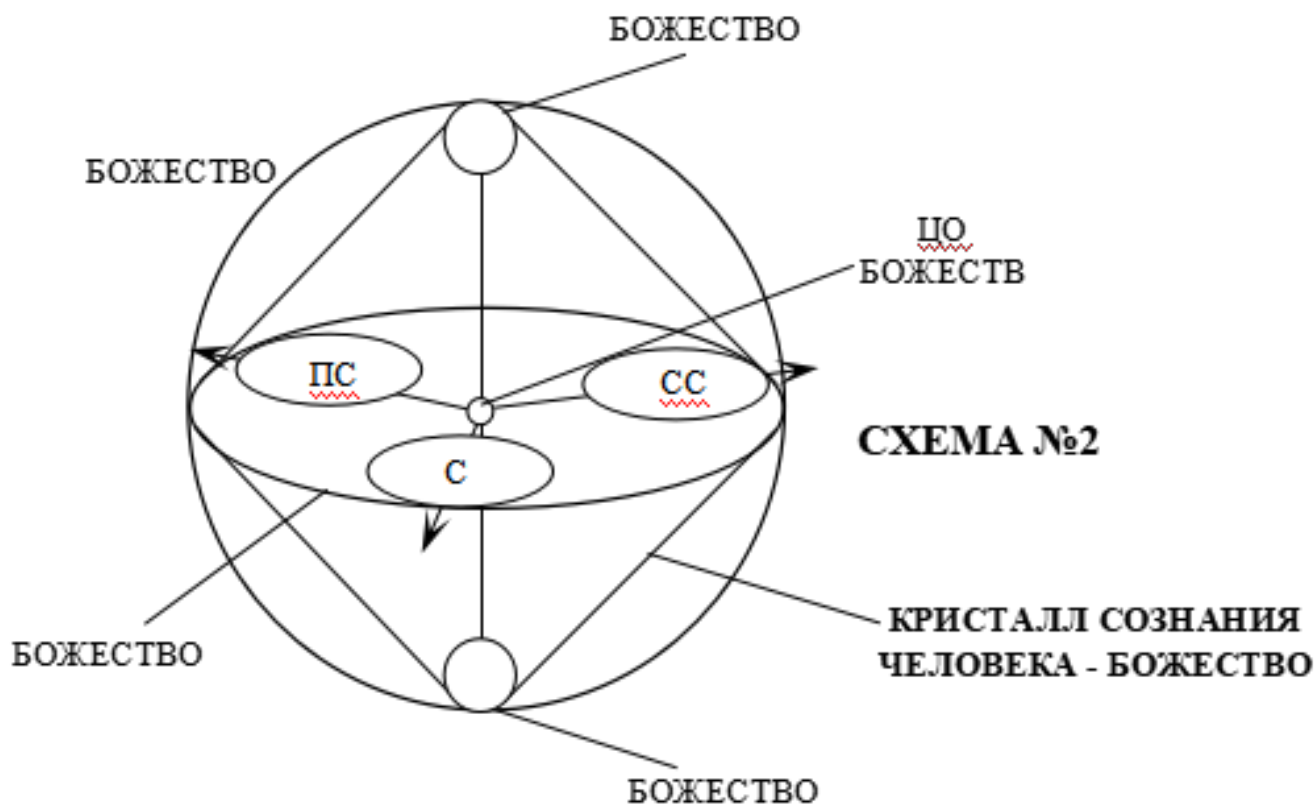 БОЖЕСТВО
БОЖЕСТВО
ЦО
БОЖЕСТВ
ПС
СС
СХЕМА №2
С
КРИСТАЛЛ СОЗНАНИЯ
ЧЕЛОВЕКА - БОЖЕСТВО
БОЖЕСТВО
БОЖЕСТВО